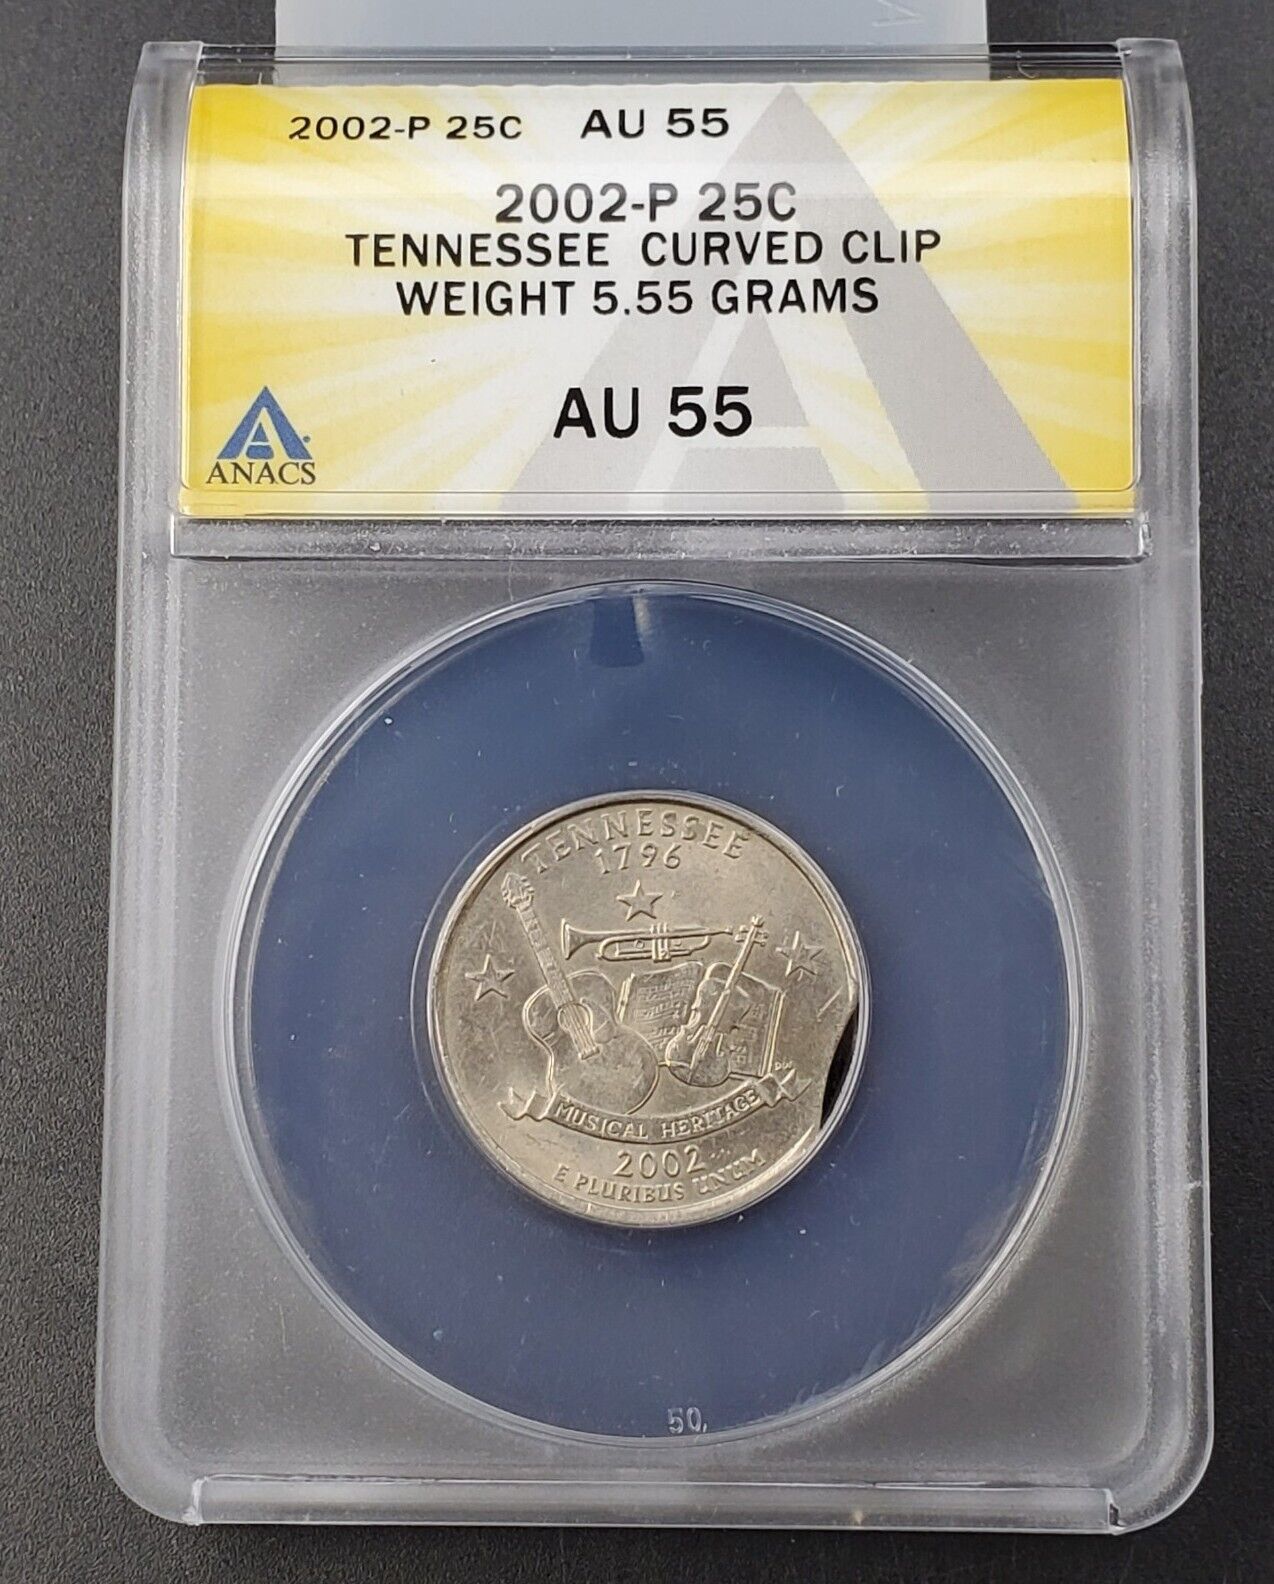 2002-P 25C AU 55
2002-P 25C
TENNESSEE CURVED CLIP
WEIGHT 5.55 GRAMS
AU 55
ANACS
TENNESSEE
1796
MUSICAL HERITAGE
2002
E PLURIBUS UNUM
50